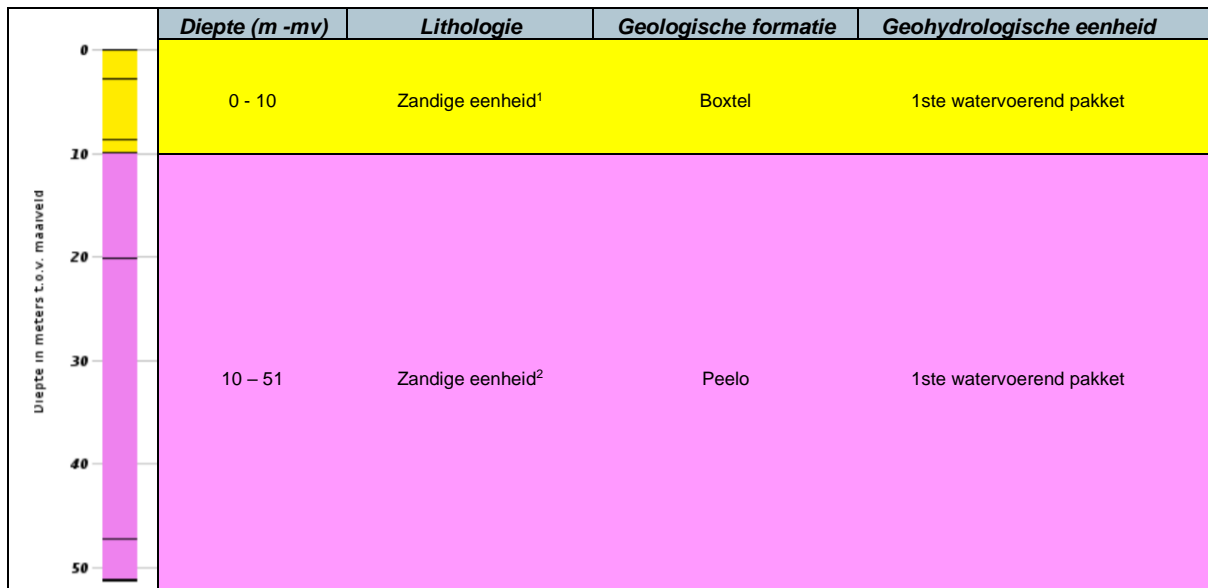 Diepte (m -mv) Lithologie Geologische formatie Geohydrologische eenheid
0
0 - 10 Zandige eenheid¹ Boxtel 1ste watervoerend pakket
10
Diepte in meters t.o.v. maaiveld
20
30
10 – 51 Zandige eenheid² Peelo 1ste watervoerend pakket
40
50